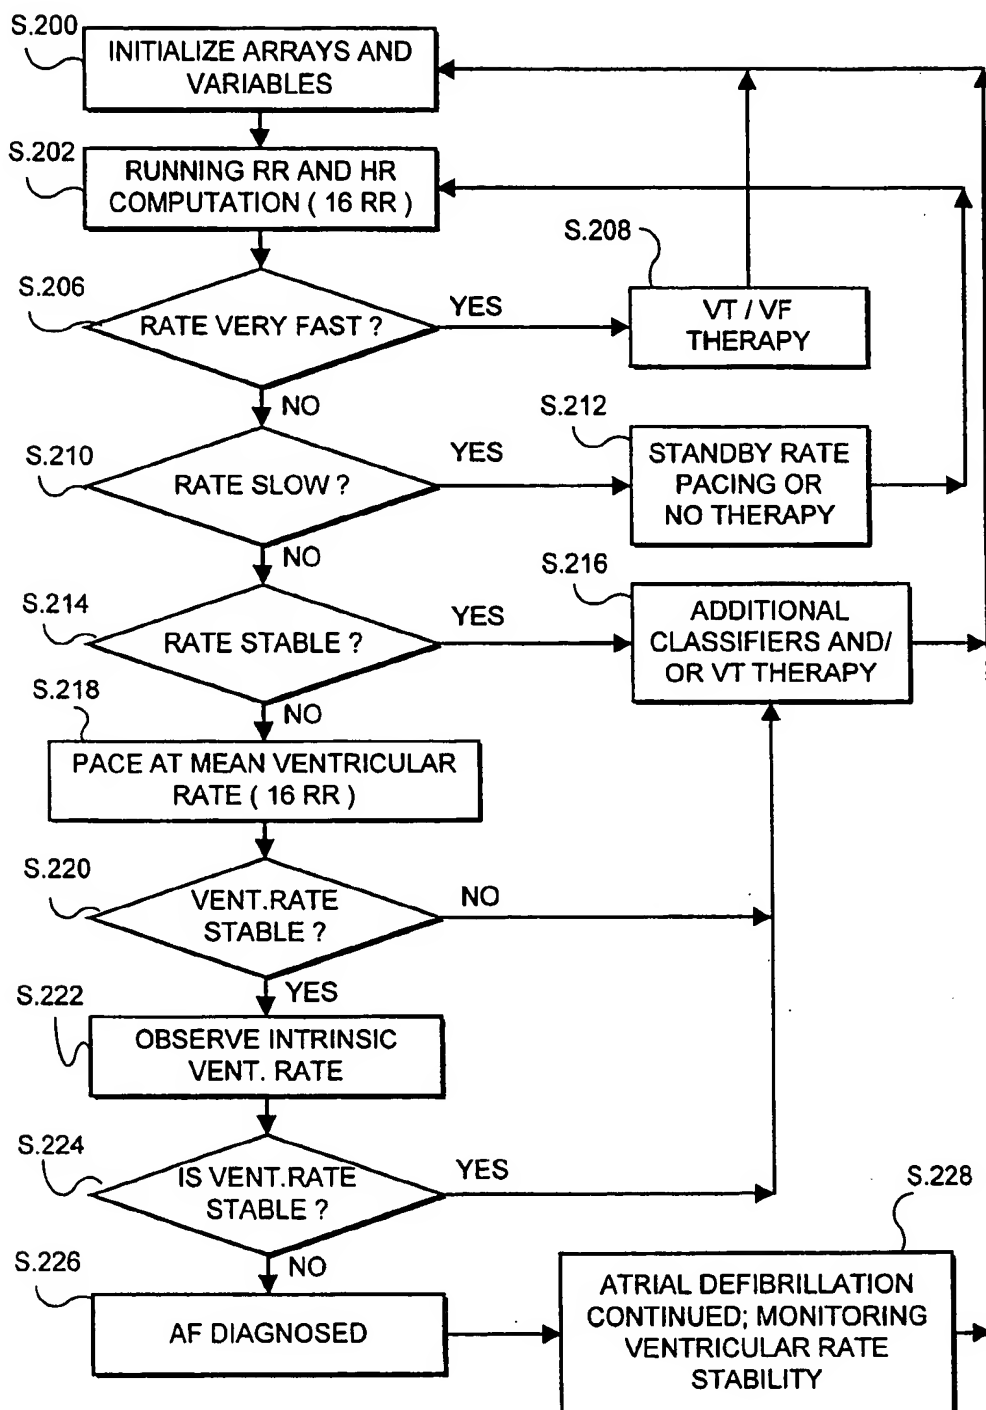 S.200
INITIALIZE ARRAYS AND
VARIABLES
S.202
RUNNING RR AND HR
COMPUTATION ( 16 RR )
S.206
RATE VERY FAST ?
YES
S.208
VT / VF
THERAPY
NO
S.210
RATE SLOW ?
YES
S.212
STANDBY RATE
PACING OR
NO THERAPY
NO
S.214
RATE STABLE ?
YES
S.216
ADDITIONAL
CLASSIFIERS AND/
OR VT THERAPY
NO
S.218
PACE AT MEAN VENTRICULAR
RATE ( 16 RR )
S.220
VENT.RATE
STABLE ?
NO
YES
S.222
OBSERVE INTRINSIC
VENT. RATE
S.224
IS VENT.RATE
STABLE ?
YES
NO
S.226
AF DIAGNOSED
S.228
ATRIAL DEFIBRILLATION
CONTINUED; MONITORING
VENTRICULAR RATE
STABILITY